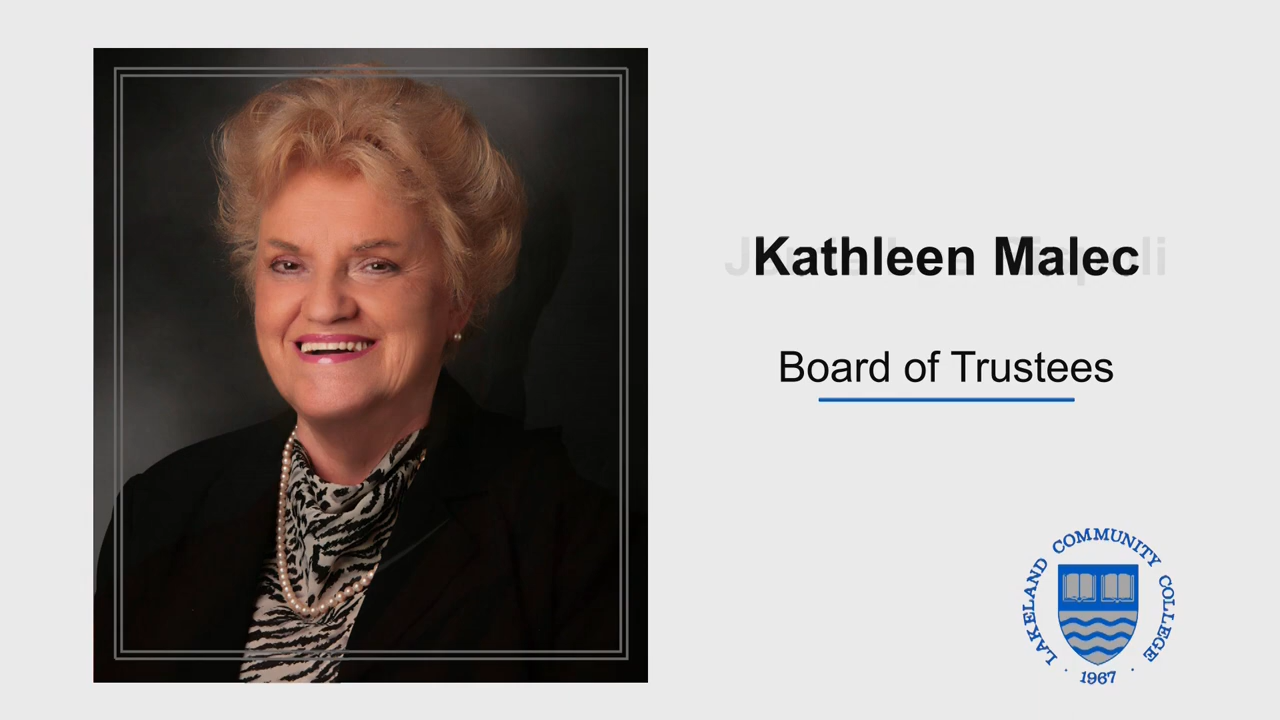 Kathleen Malec
Board of Trustees
LAKELAND COMMUNITY COLLEGE
· 1967 ·